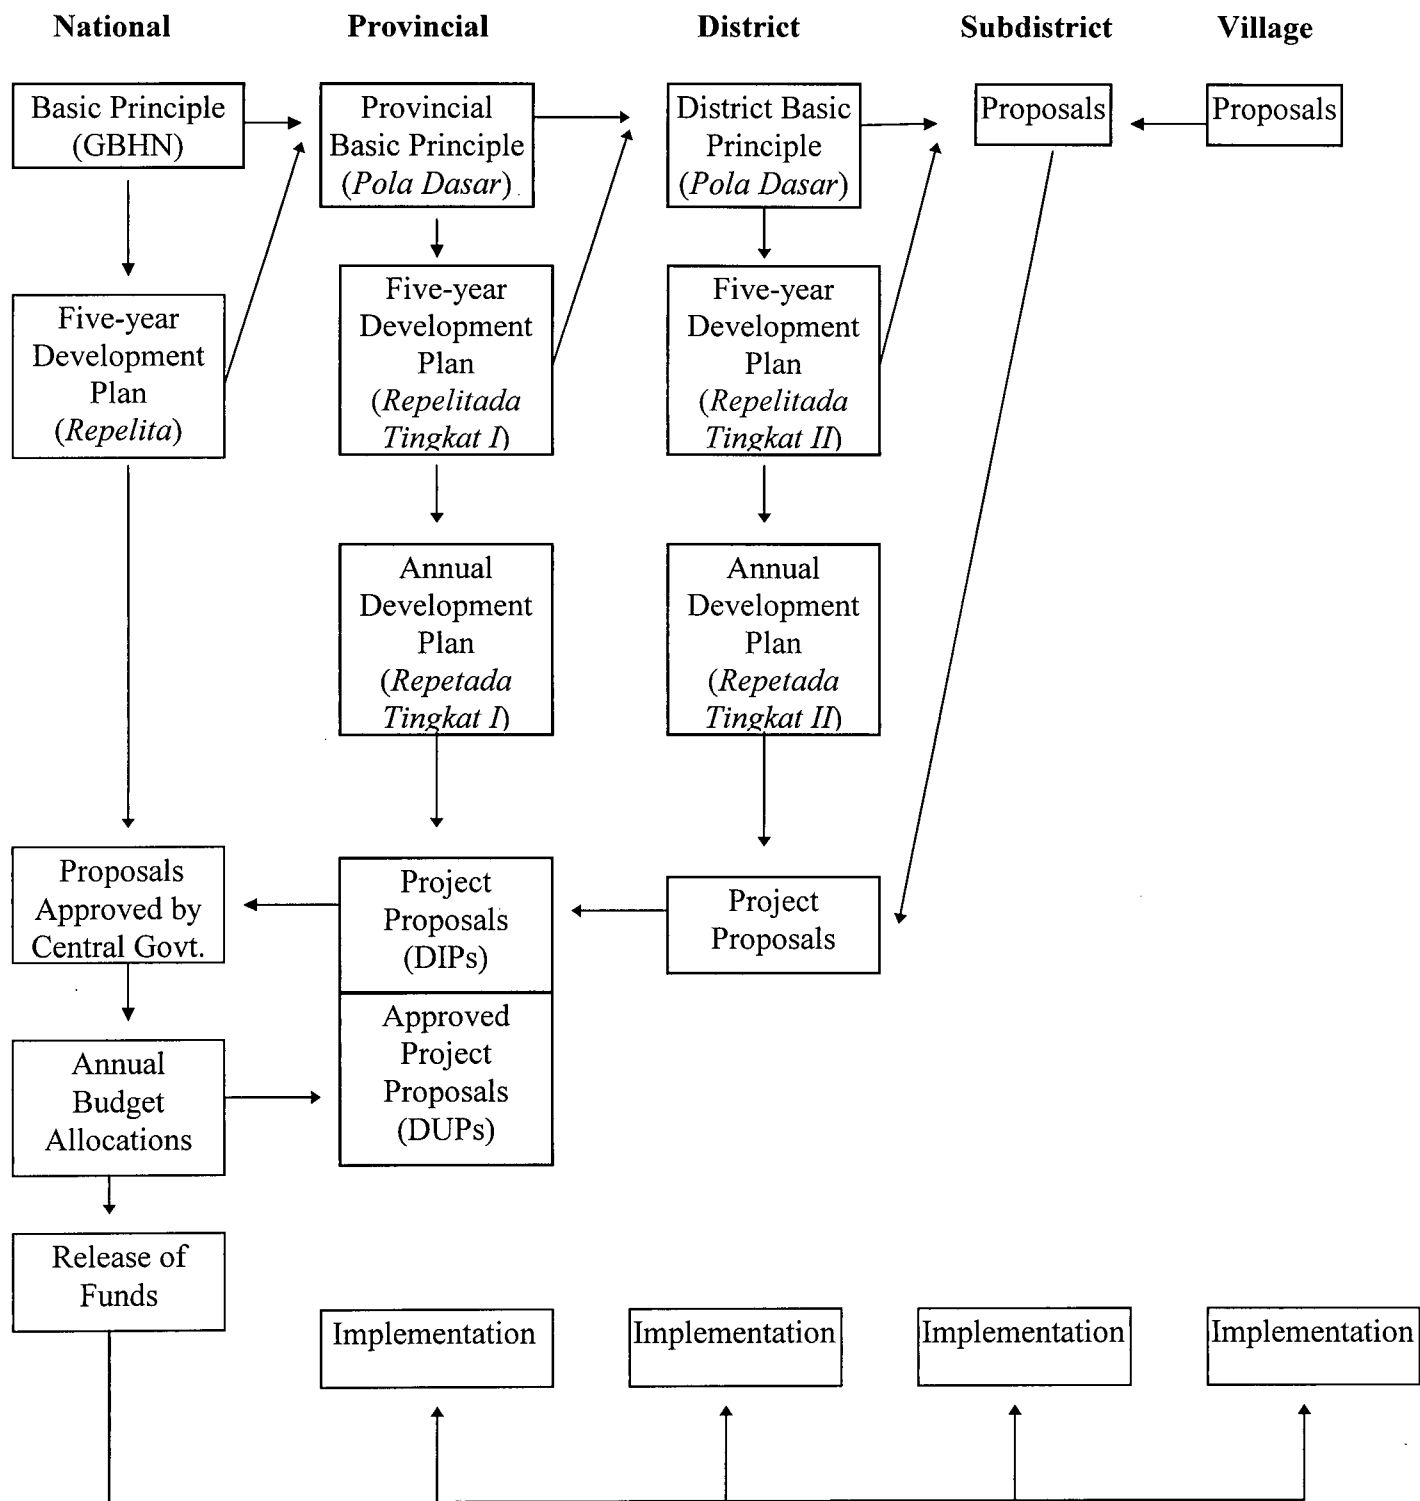 National
Provincial
District
Subdistrict
Village
Basic Principle
(GBHN)
Provincial
Basic Principle
(Pola Dasar)
District Basic
Principle
(Pola Dasar)
Proposals
Proposals
Five-year
Development
Plan
(Repelita)
Five-year
Development
Plan
(Repelitada
Tingkat I)
Five-year
Development
Plan
(Repelitada
Tingkat II)
Annual
Development
Plan
(Repetada
Tingkat I)
Annual
Development
Plan
(Repetada
Tingkat II)
Proposals
Approved by
Central Govt.
Project
Proposals
(DIPs)
Project
Proposals
Approved
Project
Proposals
(DUPs)
Annual
Budget
Allocations
Release of
Funds
Implementation
Implementation
Implementation
Implementation